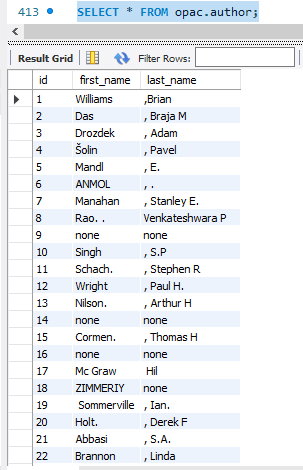 413 SELECT * FROM opac.author;
Result Grid Filter Rows:
id first_name last_name
1 Williams ,Brian
2 Das , Braja M
3 Drozdek , Adam
4 Šolin , Pavel
5 Mandl , E.
6 ANMOL , .
7 Manahan , Stanley E.
8 Rao. . Venkateshwara P
9 none none
10 Singh , S.P
11 Schach. , Stephen R
12 Wright , Paul H.
13 Nilson. , Arthur H
14 none none
15 Cormen. , Thomas H
16 none none
17 Mc Graw Hil
18 ZIMMERIY none
19 Sommerville , Ian.
20 Holt. , Derek F
21 Abbasi , S.A.
22 Brannon , Linda